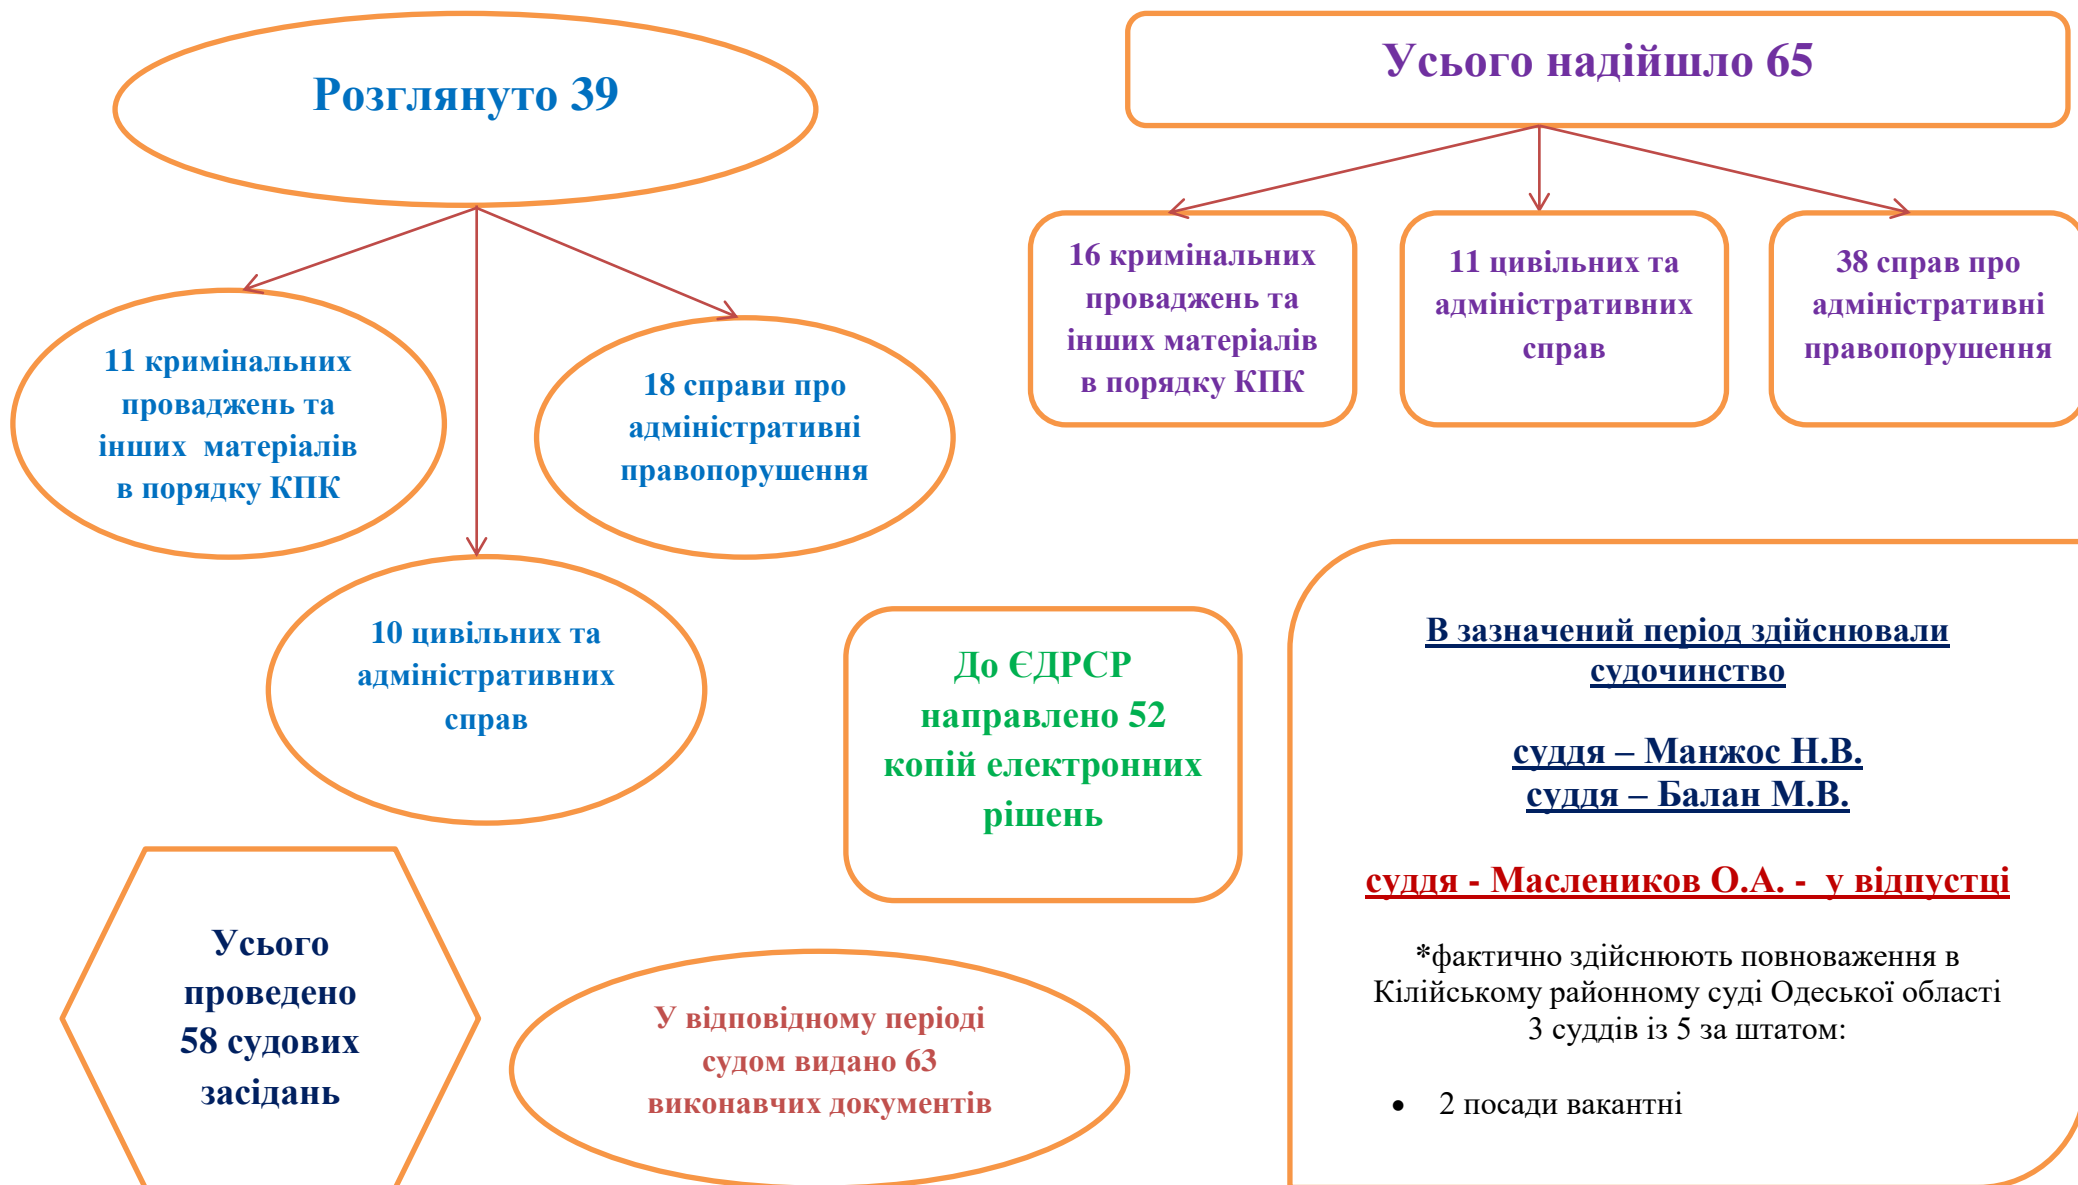 Розглянуто 39
11 кримінальних
проваджень та
інших матеріалів
в порядку КПК
18 справи про
адміністративні
правопорушення
10 цивільних та
адміністративних
справ
Усього надійшло 65
16 кримінальних
проваджень та
інших матеріалів
в порядку КПК
11 цивільних та
адміністративних
справ
38 справ про
адміністративні
правопорушення
До ЄДРСР
направлено 52
копій електронних
рішень
В зазначений період здійснювали
судочинство
суддя – Манжос Н.В.
суддя – Балан М.В.
суддя - Маслеников О.А. - у відпустці
*фактично здійснюють повноваження в
Кілійському районному суді Одеської області
3 суддів із 5 за штатом:
• 2 посади вакантні
Усього
проведено
58 судових
засідань
У відповідному періоді
судом видано 63
виконавчих документів